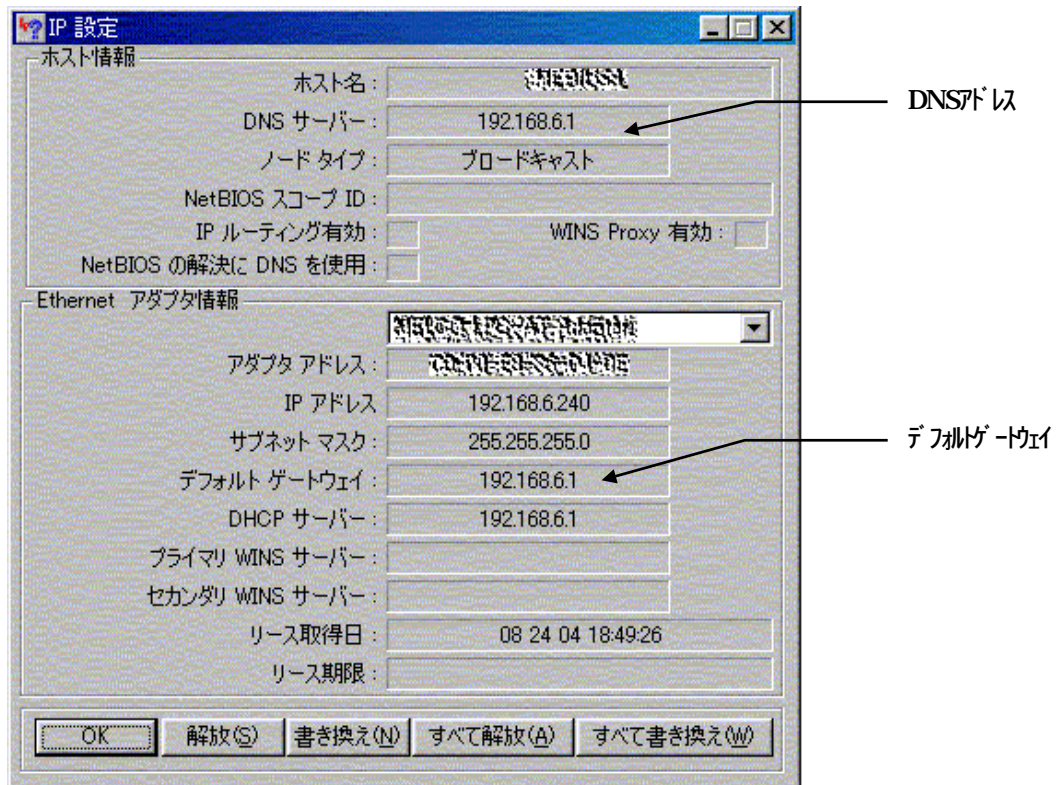 IP 設定
ホスト情報
ホスト名 :
DNS サーバー : 192.168.6.1
DNSアドレス
ノード タイプ : ブロードキャスト
NetBIOS スコープ ID :
IP ルーティング有効 : WINS Proxy 有効 :
NetBIOS の解決に DNS を使用 :
Ethernet アダプタ情報
アダプタ アドレス :
IP アドレス 192.168.6.240
サブネット マスク : 255.255.255.0
デフォルトゲートウェイ
デフォルト ゲートウェイ : 192.168.6.1
DHCP サーバー : 192.168.6.1
プライマリ WINS サーバー :
セカンダリ WINS サーバー :
リース取得日 : 08 24 04 18:49:26
リース期限 :
OK 解放(S) 書き換え(N) すべて解放(A) すべて書き換え(W)